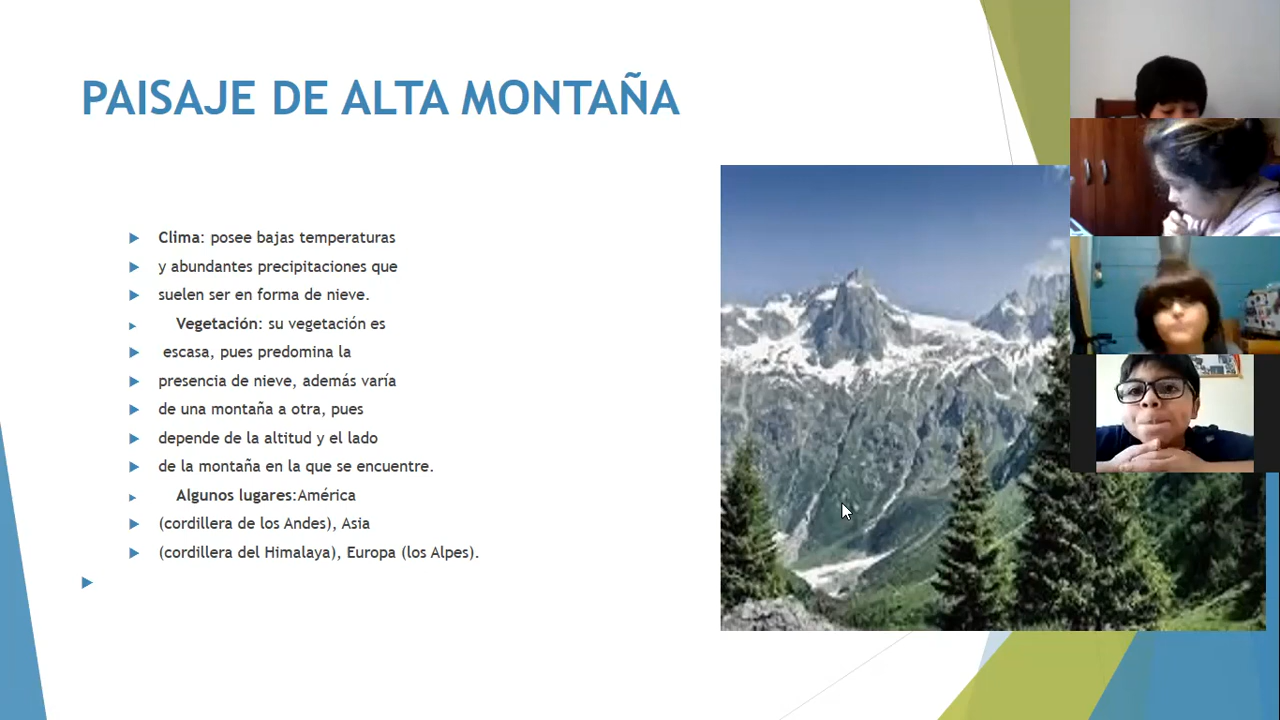 PAISAJE DE ALTA MONTAÑA
Clima: posee bajas temperaturas
y abundantes precipitaciones que
suelen ser en forma de nieve.
Vegetación: su vegetación es
escasa, pues predomina la
presencia de nieve, además varía
de una montaña a otra, pues
depende de la altitud y el lado
de la montaña en la que se encuentre.
Algunos lugares:América
(cordillera de los Andes), Asia
(cordillera del Himalaya), Europa (los Alpes).